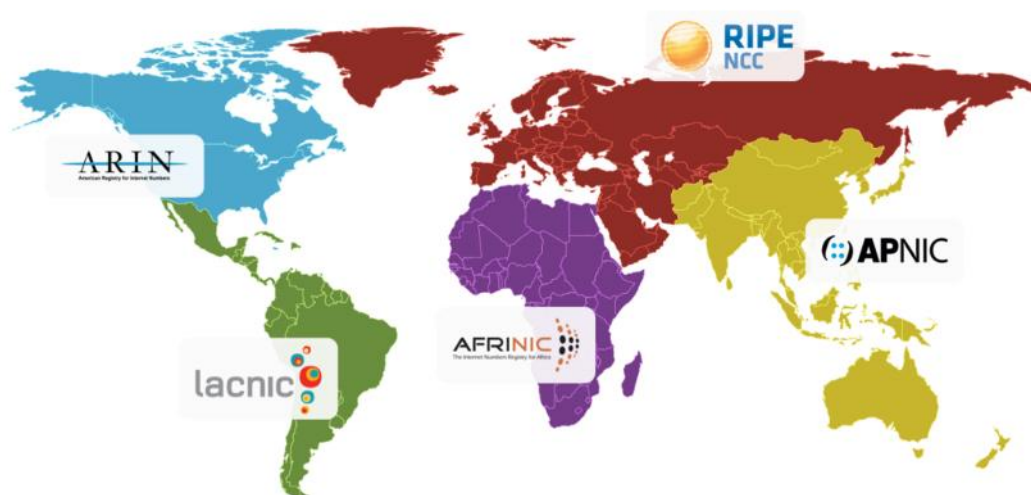 RIPE
NCC
ARIN
American Registry for Internet Numbers
APNIC
AFRINIC
The Internet Numbers Registry for Africa
lacnic